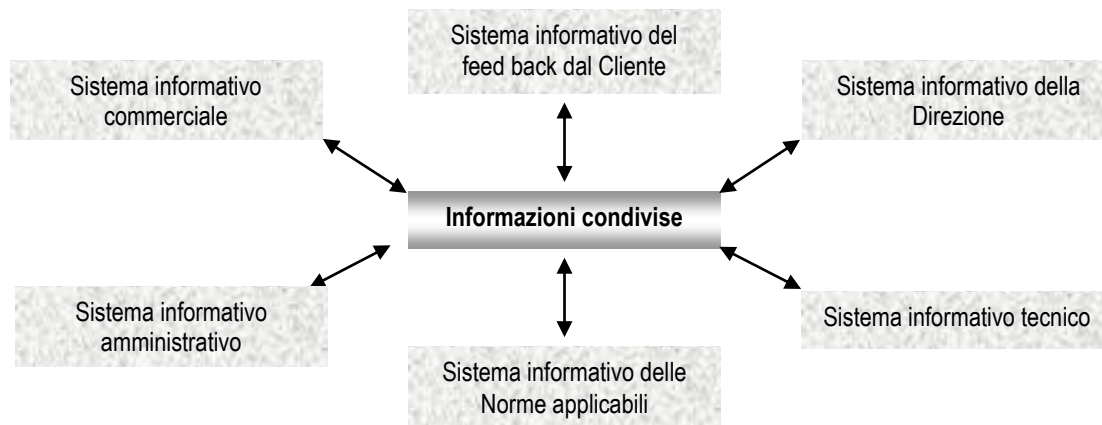 Sistema informativo del
feed back dal Cliente
Sistema informativo
commerciale
Sistema informativo della
Direzione
Informazioni condivise
Sistema informativo
amministrativo
Sistema informativo tecnico
Sistema informativo delle
Norme applicabili